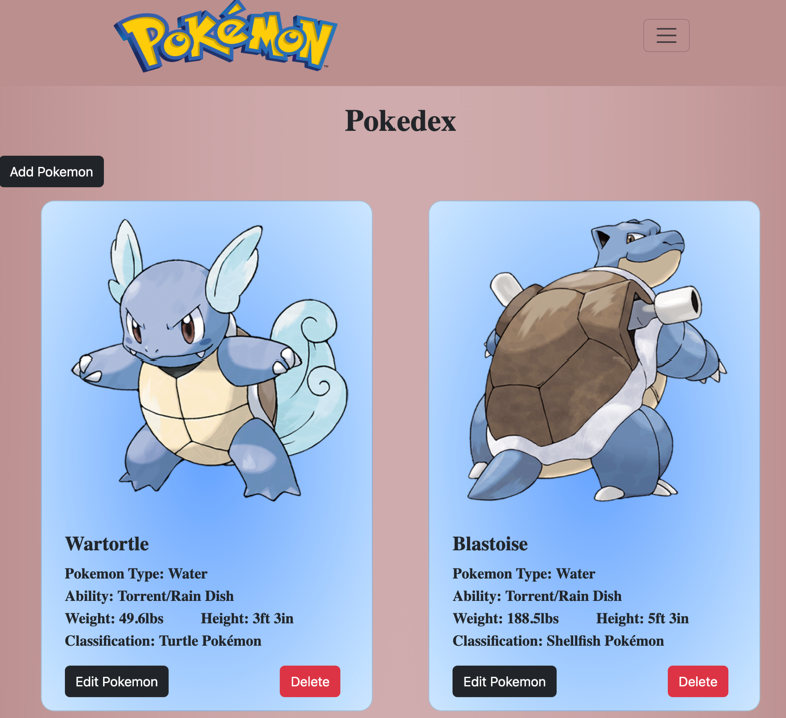 POKéMON
TM
Pokedex
Add Pokemon
Wartortle
Pokemon Type: Water
Ability: Torrent/Rain Dish
Weight: 49.6lbs Height: 3ft 3in
Classification: Turtle Pokémon
Edit Pokemon Delete
Blastoise
Pokemon Type: Water
Ability: Torrent/Rain Dish
Weight: 188.5lbs Height: 5ft 3in
Classification: Shellfish Pokémon
Edit Pokemon Delete